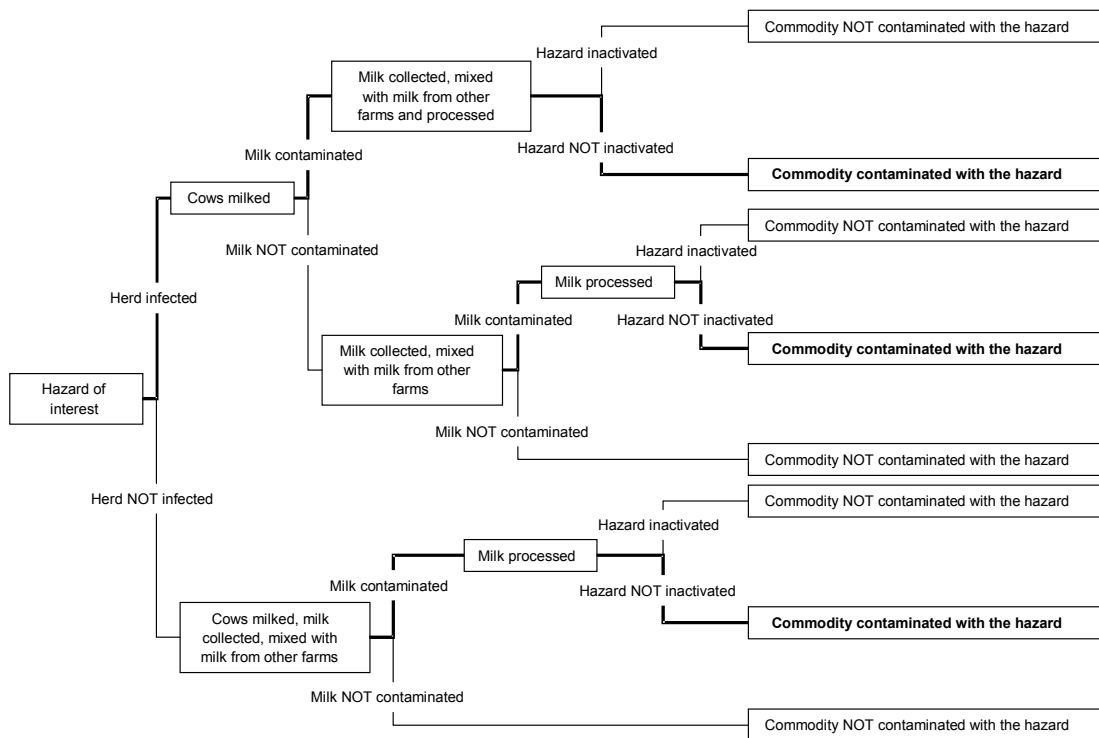 Commodity NOT contaminated with the hazard
Hazard inactivated
Milk collected, mixed
with milk from other
farms and processed
Hazard NOT inactivated
Milk contaminated
Commodity contaminated with the hazard
Cows milked
Commodity NOT contaminated with the hazard
Milk NOT contaminated
Hazard inactivated
Milk processed
Herd infected
Milk contaminated
Hazard NOT inactivated
Commodity contaminated with the hazard
Milk collected, mixed
with milk from other
farms
Hazard of
interest
Milk NOT contaminated
Commodity NOT contaminated with the hazard
Herd NOT infected
Commodity NOT contaminated with the hazard
Hazard inactivated
Milk processed
Milk contaminated
Hazard NOT inactivated
Cows milked, milk
collected, mixed with
milk from other farms
Commodity contaminated with the hazard
Milk NOT contaminated
Commodity NOT contaminated with the hazard